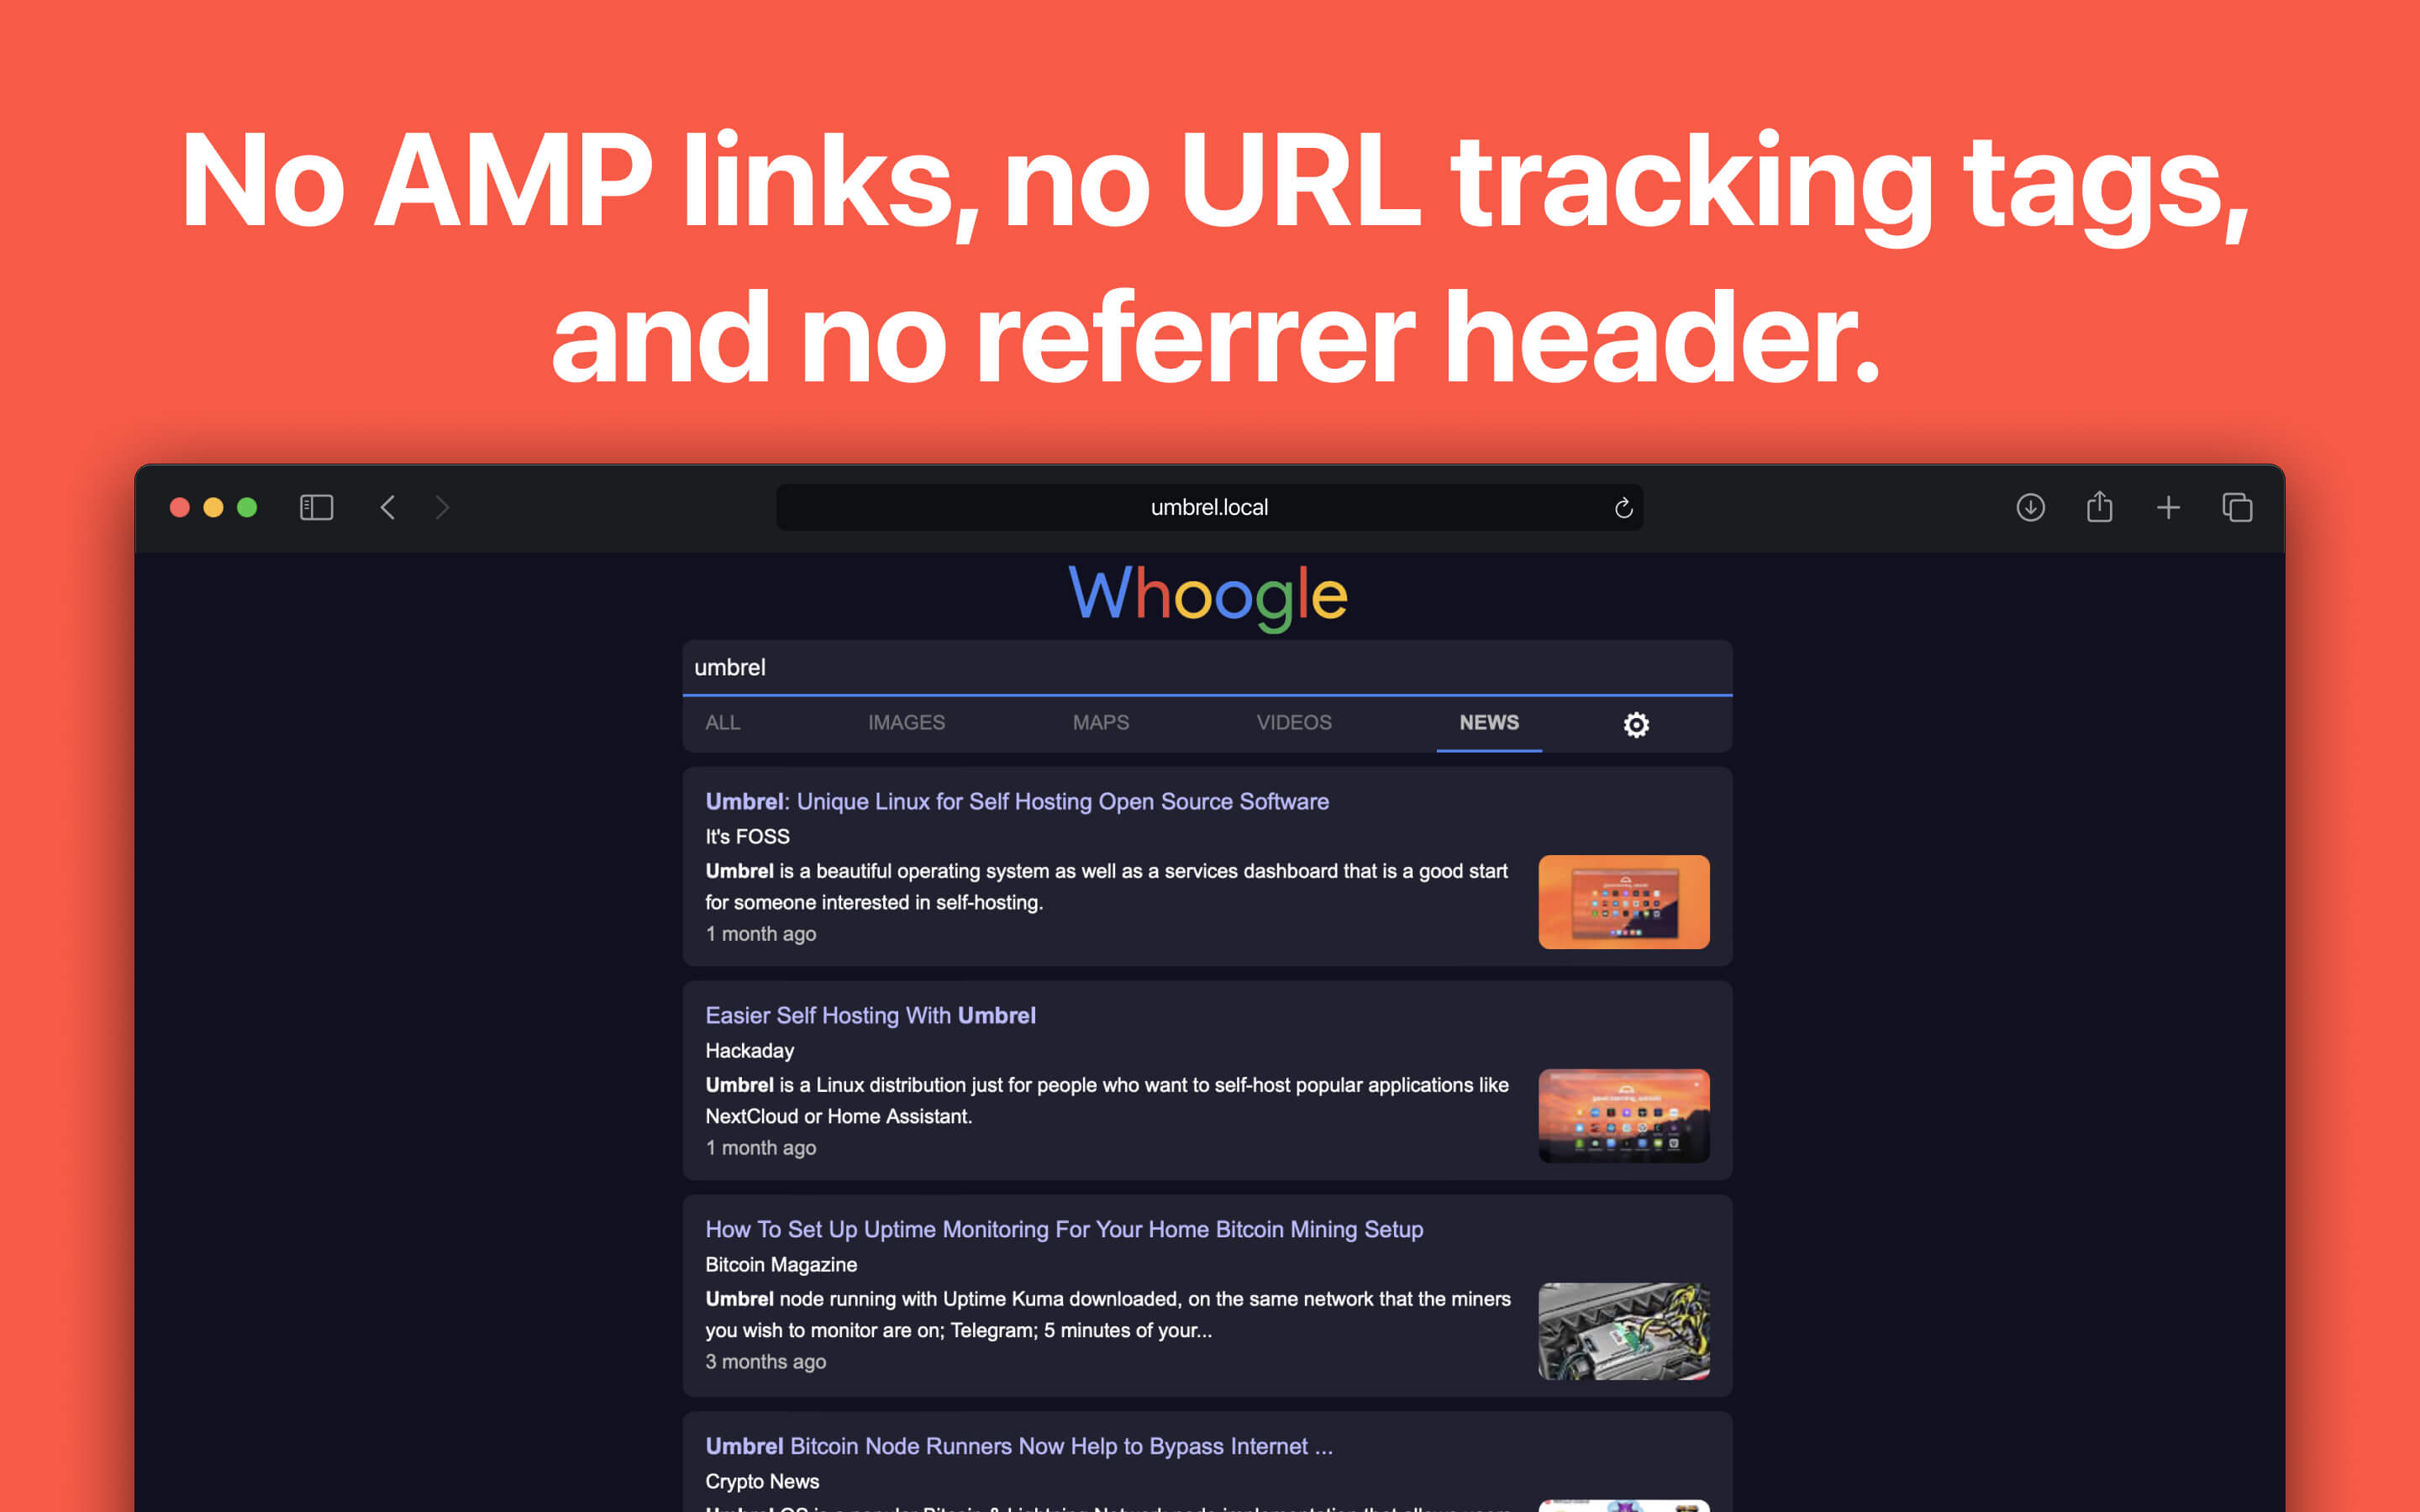 No AMP links, no URL tracking tags,
and no referrer header.
umbrel.local
Whoogle
umbrel
ALL IMAGES MAPS VIDEOS NEWS
Umbrel: Unique Linux for Self Hosting Open Source Software
It's FOSS
Umbrel is a beautiful operating system as well as a services dashboard that is a good start
for someone interested in self-hosting.
1 month ago
Easier Self Hosting With Umbrel
Hackaday
Umbrel is a Linux distribution just for people who want to self-host popular applications like
NextCloud or Home Assistant.
1 month ago
How To Set Up Uptime Monitoring For Your Home Bitcoin Mining Setup
Bitcoin Magazine
Umbrel node running with Uptime Kuma downloaded, on the same network that the miners
you wish to monitor are on; Telegram; 5 minutes of your...
3 months ago
Umbrel Bitcoin Node Runners Now Help to Bypass Internet ...
Crypto News